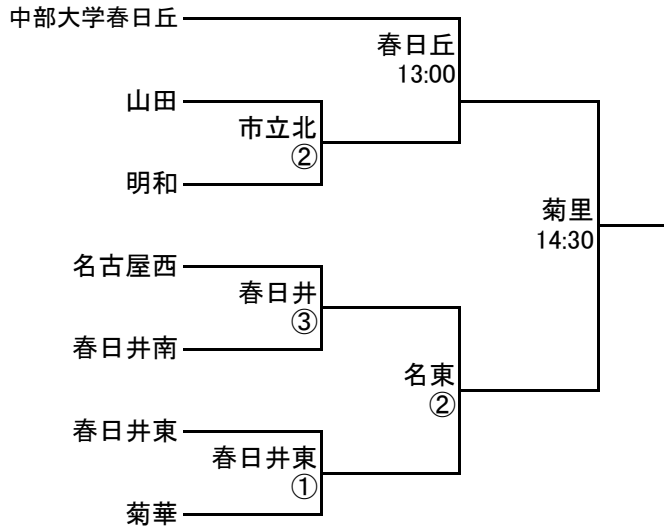 中部大学春日丘
春日丘
13:00
山田
市立北
②
明和
菊里
14:30
名古屋西
春日井
③
春日井南
名東
②
春日井東
春日井東
①
菊華